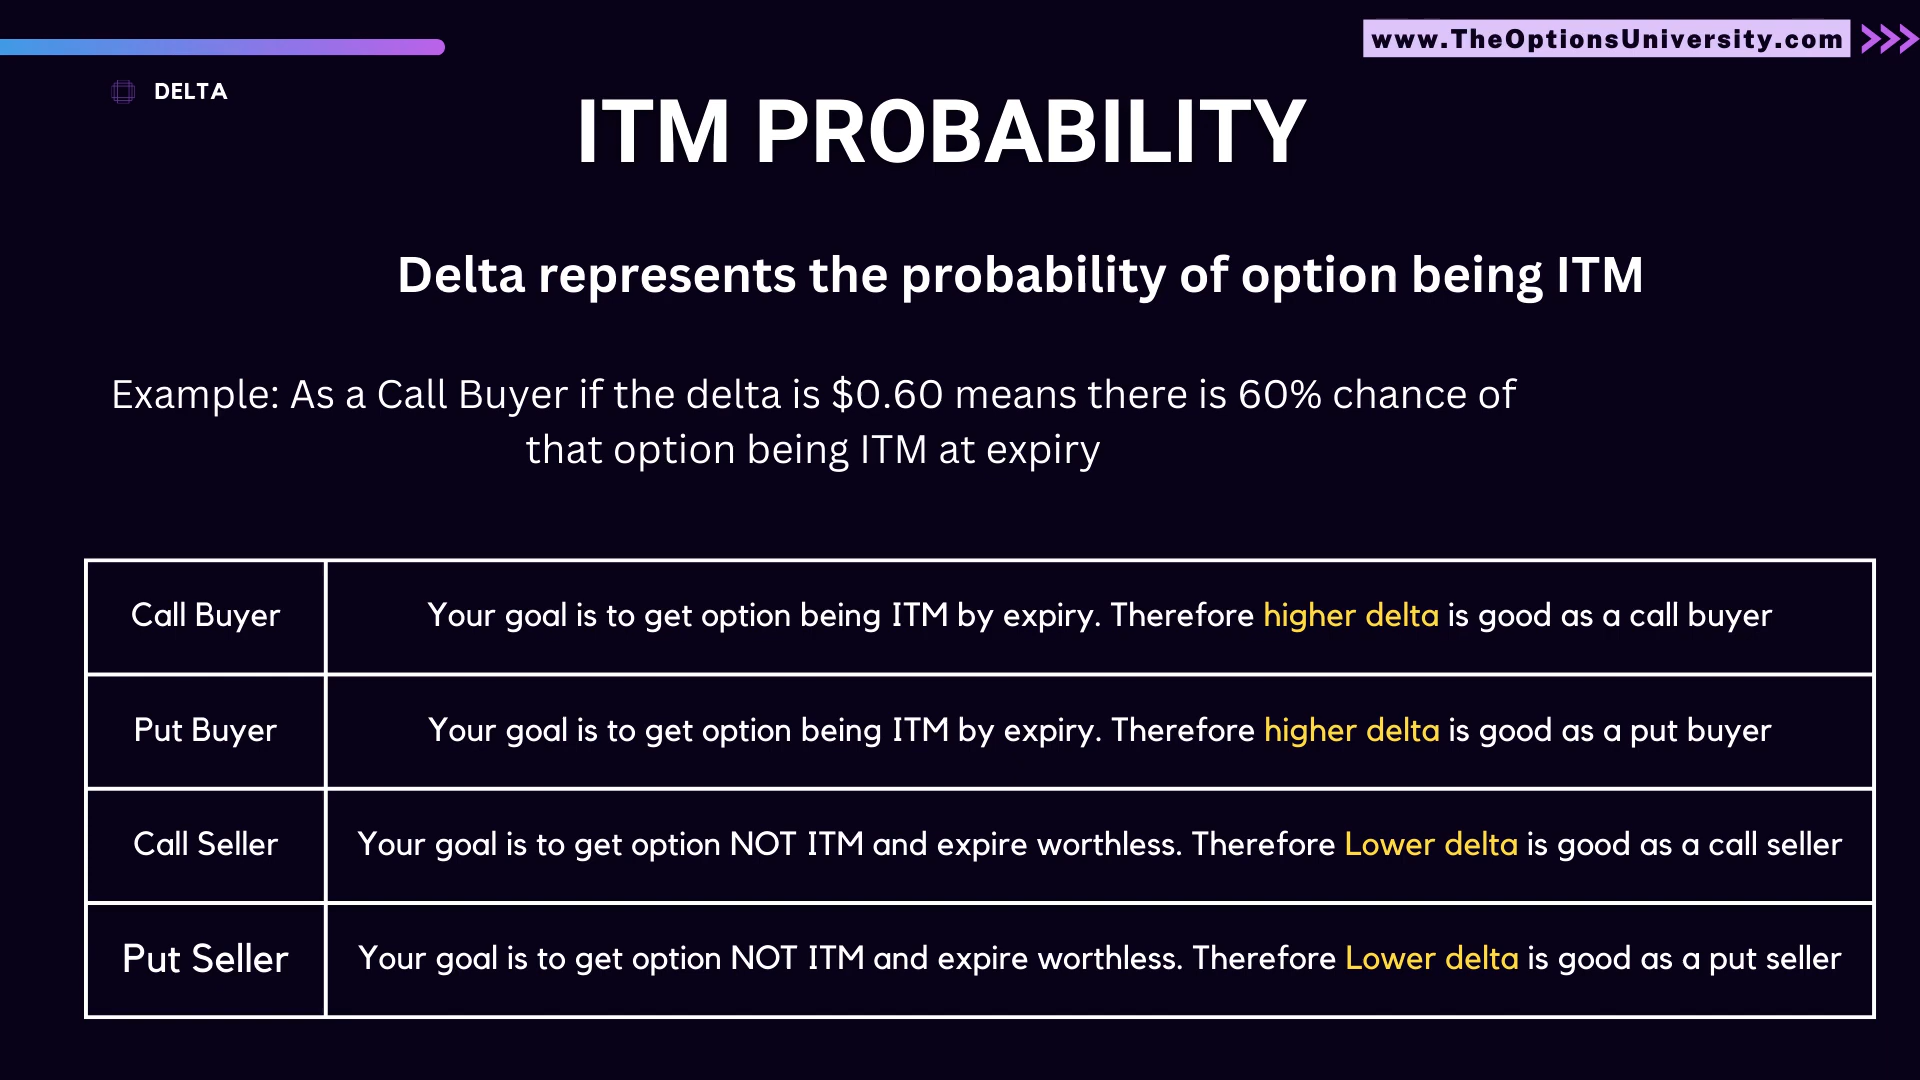 www.TheOptionsUniversity.com
DELTA
ITM PROBABILITY
Delta represents the probability of option being ITM
Example: As a Call Buyer if the delta is $0.60 means there is 60% chance of
that option being ITM at expiry
Call Buyer
Your goal is to get option being ITM by expiry. Therefore higher delta is good as a call buyer
Put Buyer
Your goal is to get option being ITM by expiry. Therefore higher delta is good as a put buyer
Call Seller
Your goal is to get option NOT ITM and expire worthless. Therefore Lower delta is good as a call seller
Put Seller
Your goal is to get option NOT ITM and expire worthless. Therefore Lower delta is good as a put seller